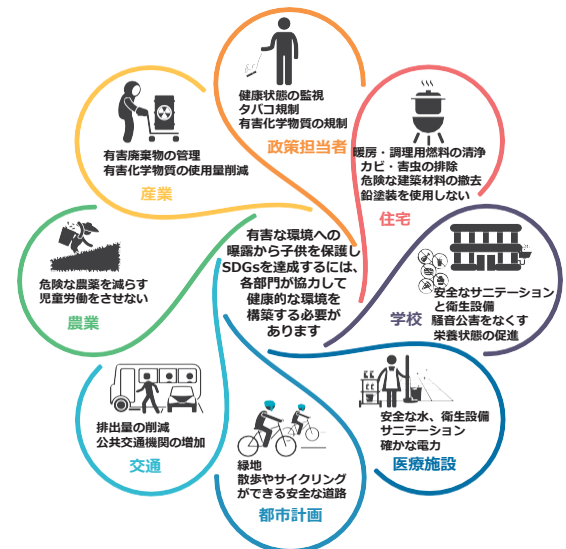 健康状態の監視
タバコ規制
有害化学物質の規制
政策担当者
暖房・調理用燃料の清浄
カビ・害虫の排除
危険な建築材料の撤去
鉛塗装を使用しない
住宅
安全なサニテーション
と衛生設備
騒音公害をなくす
栄養状態の促進
学校
安全な水、衛生設備
サニテーション
確かな電力
医療施設
緑地
散歩やサイクリング
ができる安全な道路
都市計画
排出量の削減
公共交通機関の増加
交通
危険な農薬を減らす
児童労働をさせない
農業
有害廃棄物の管理
有害化学物質の使用量削減
産業
有害な環境への
曝露から子供を保護し
SDGsを達成するには、
各部門が協力して
健康的な環境を
構築する必要が
あります